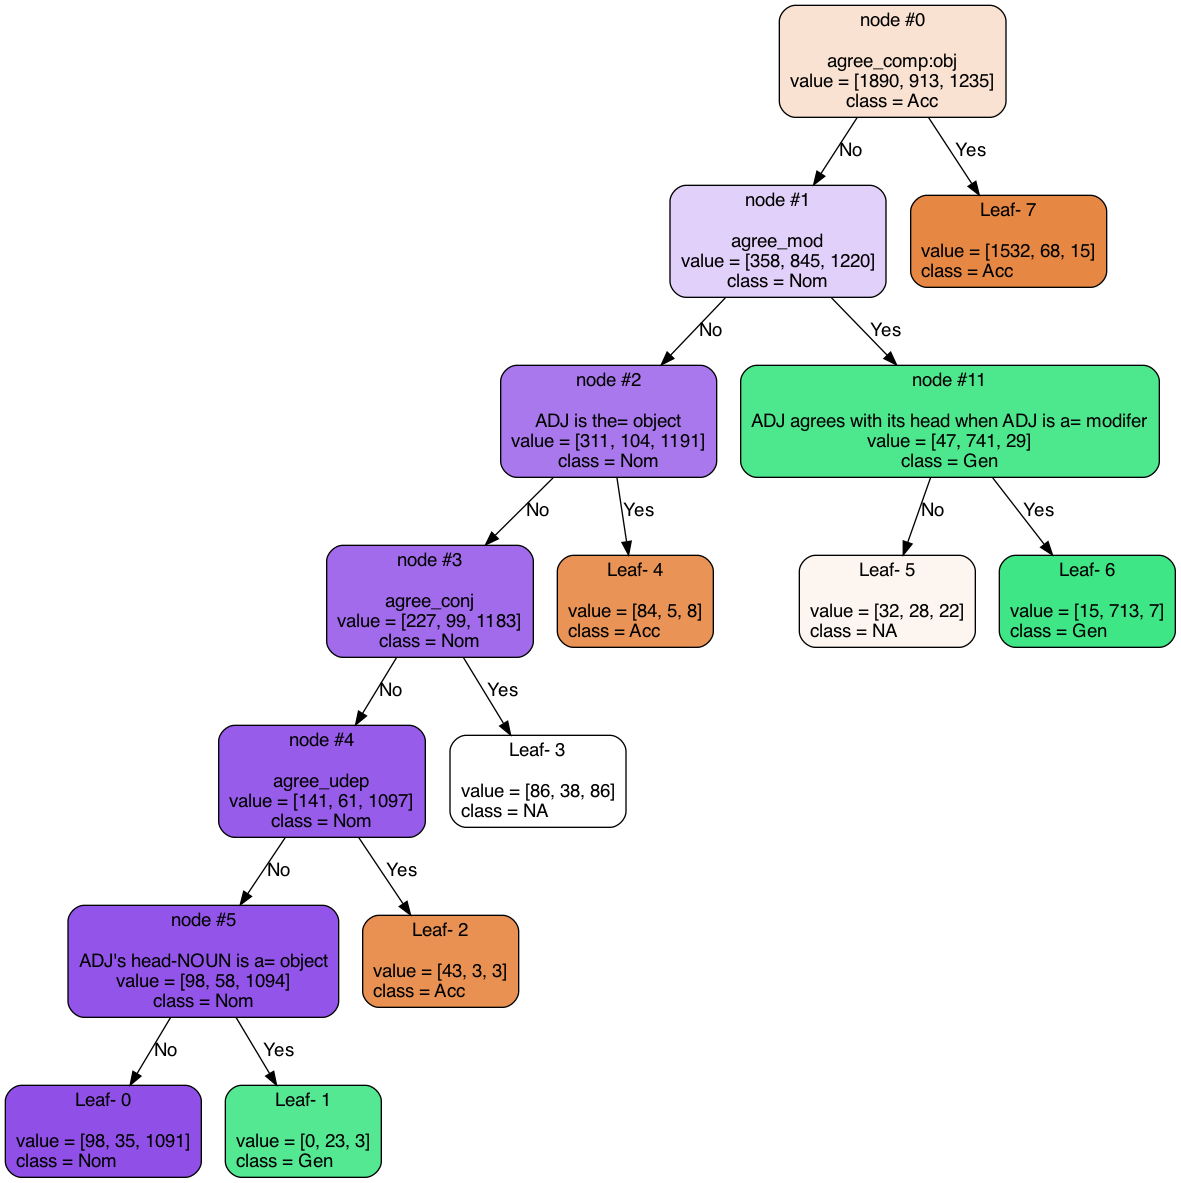 node #0
agree_comp:obj
value = [1890, 913, 1235]
class = Acc
No
Yes
node #1
agree_mod
value = [358, 845, 1220]
class = Nom
Leaf- 7
value = [1532, 68, 15]
class = Acc
No
Yes
node #2
ADJ is the= object
value = [311, 104, 1191]
class = Nom
node #11
ADJ agrees with its head when ADJ is a= modifer
value = [47, 741, 29]
class = Gen
No
Yes
No
Yes
node #3
agree_conj
value = [227, 99, 1183]
class = Nom
Leaf- 4
value = [84, 5, 8]
class = Acc
Leaf- 5
value = [32, 28, 22]
class = NA
Leaf- 6
value = [15, 713, 7]
class = Gen
No
Yes
node #4
agree_udep
value = [141, 61, 1097]
class = Nom
Leaf- 3
value = [86, 38, 86]
class = NA
No
Yes
node #5
ADJ's head-NOUN is a= object
value = [98, 58, 1094]
class = Nom
Leaf- 2
value = [43, 3, 3]
class = Acc
No
Yes
Leaf- 0
value = [98, 35, 1091]
class = Nom
Leaf- 1
value = [0, 23, 3]
class = Gen